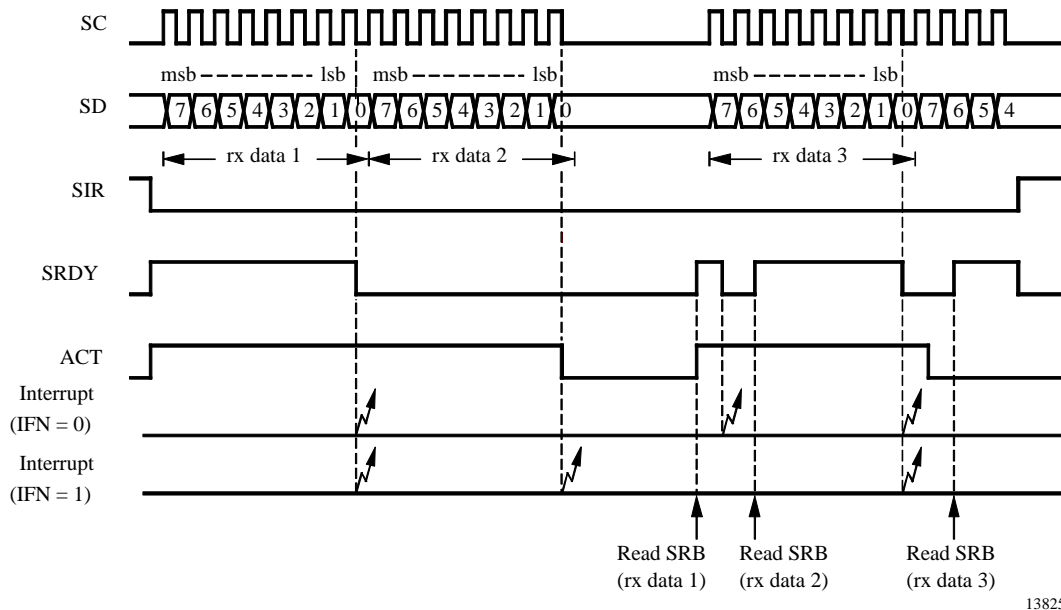 SC
msb lsb msb lsb msb lsb
SD 7 6 5 4 3 2 1 0 7 6 5 4 3 2 1 0 7 6 5 4 3 2 1 0 7 6 5 4
rx data 1 rx data 2 rx data 3
SIR
SRDY
ACT
Interrupt
(IFN = 0)
Interrupt
(IFN = 1)
Read SRB Read SRB Read SRB
(rx data 1) (rx data 2) (rx data 3)